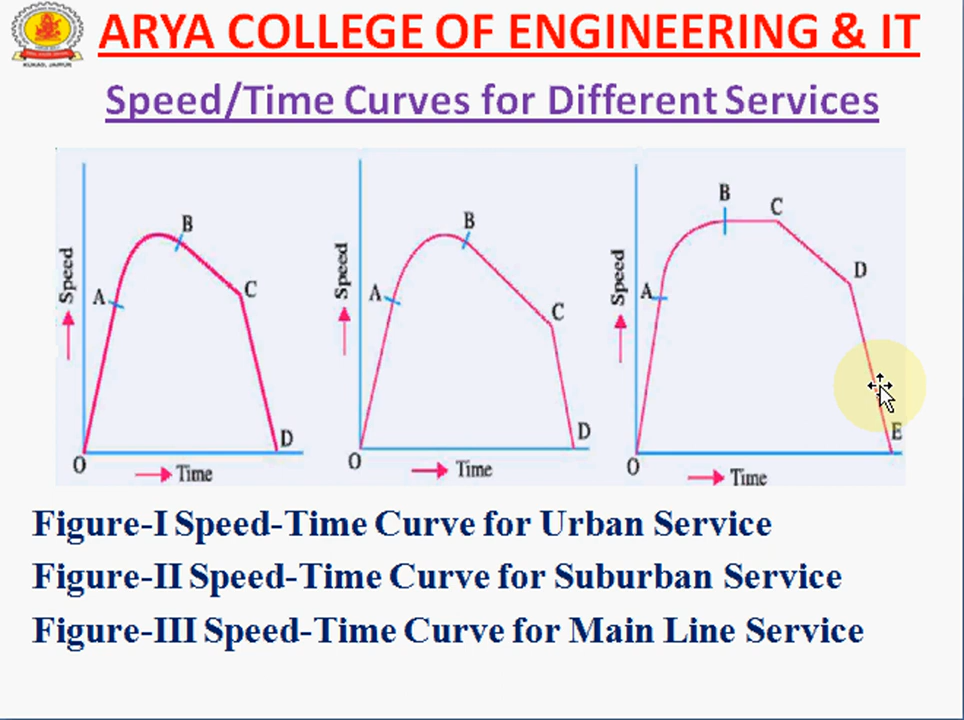 ARYA COLLEGE OF ENGINEERING & IT
KUKAS, JAIPUR
Speed/Time Curves for Different Services
Speed
A
B
C
D
O
Time
Speed
A
B
C
D
O
Time
Speed
A
B
C
D
E
O
Time
Figure-I Speed-Time Curve for Urban Service
Figure-II Speed-Time Curve for Suburban Service
Figure-III Speed-Time Curve for Main Line Service